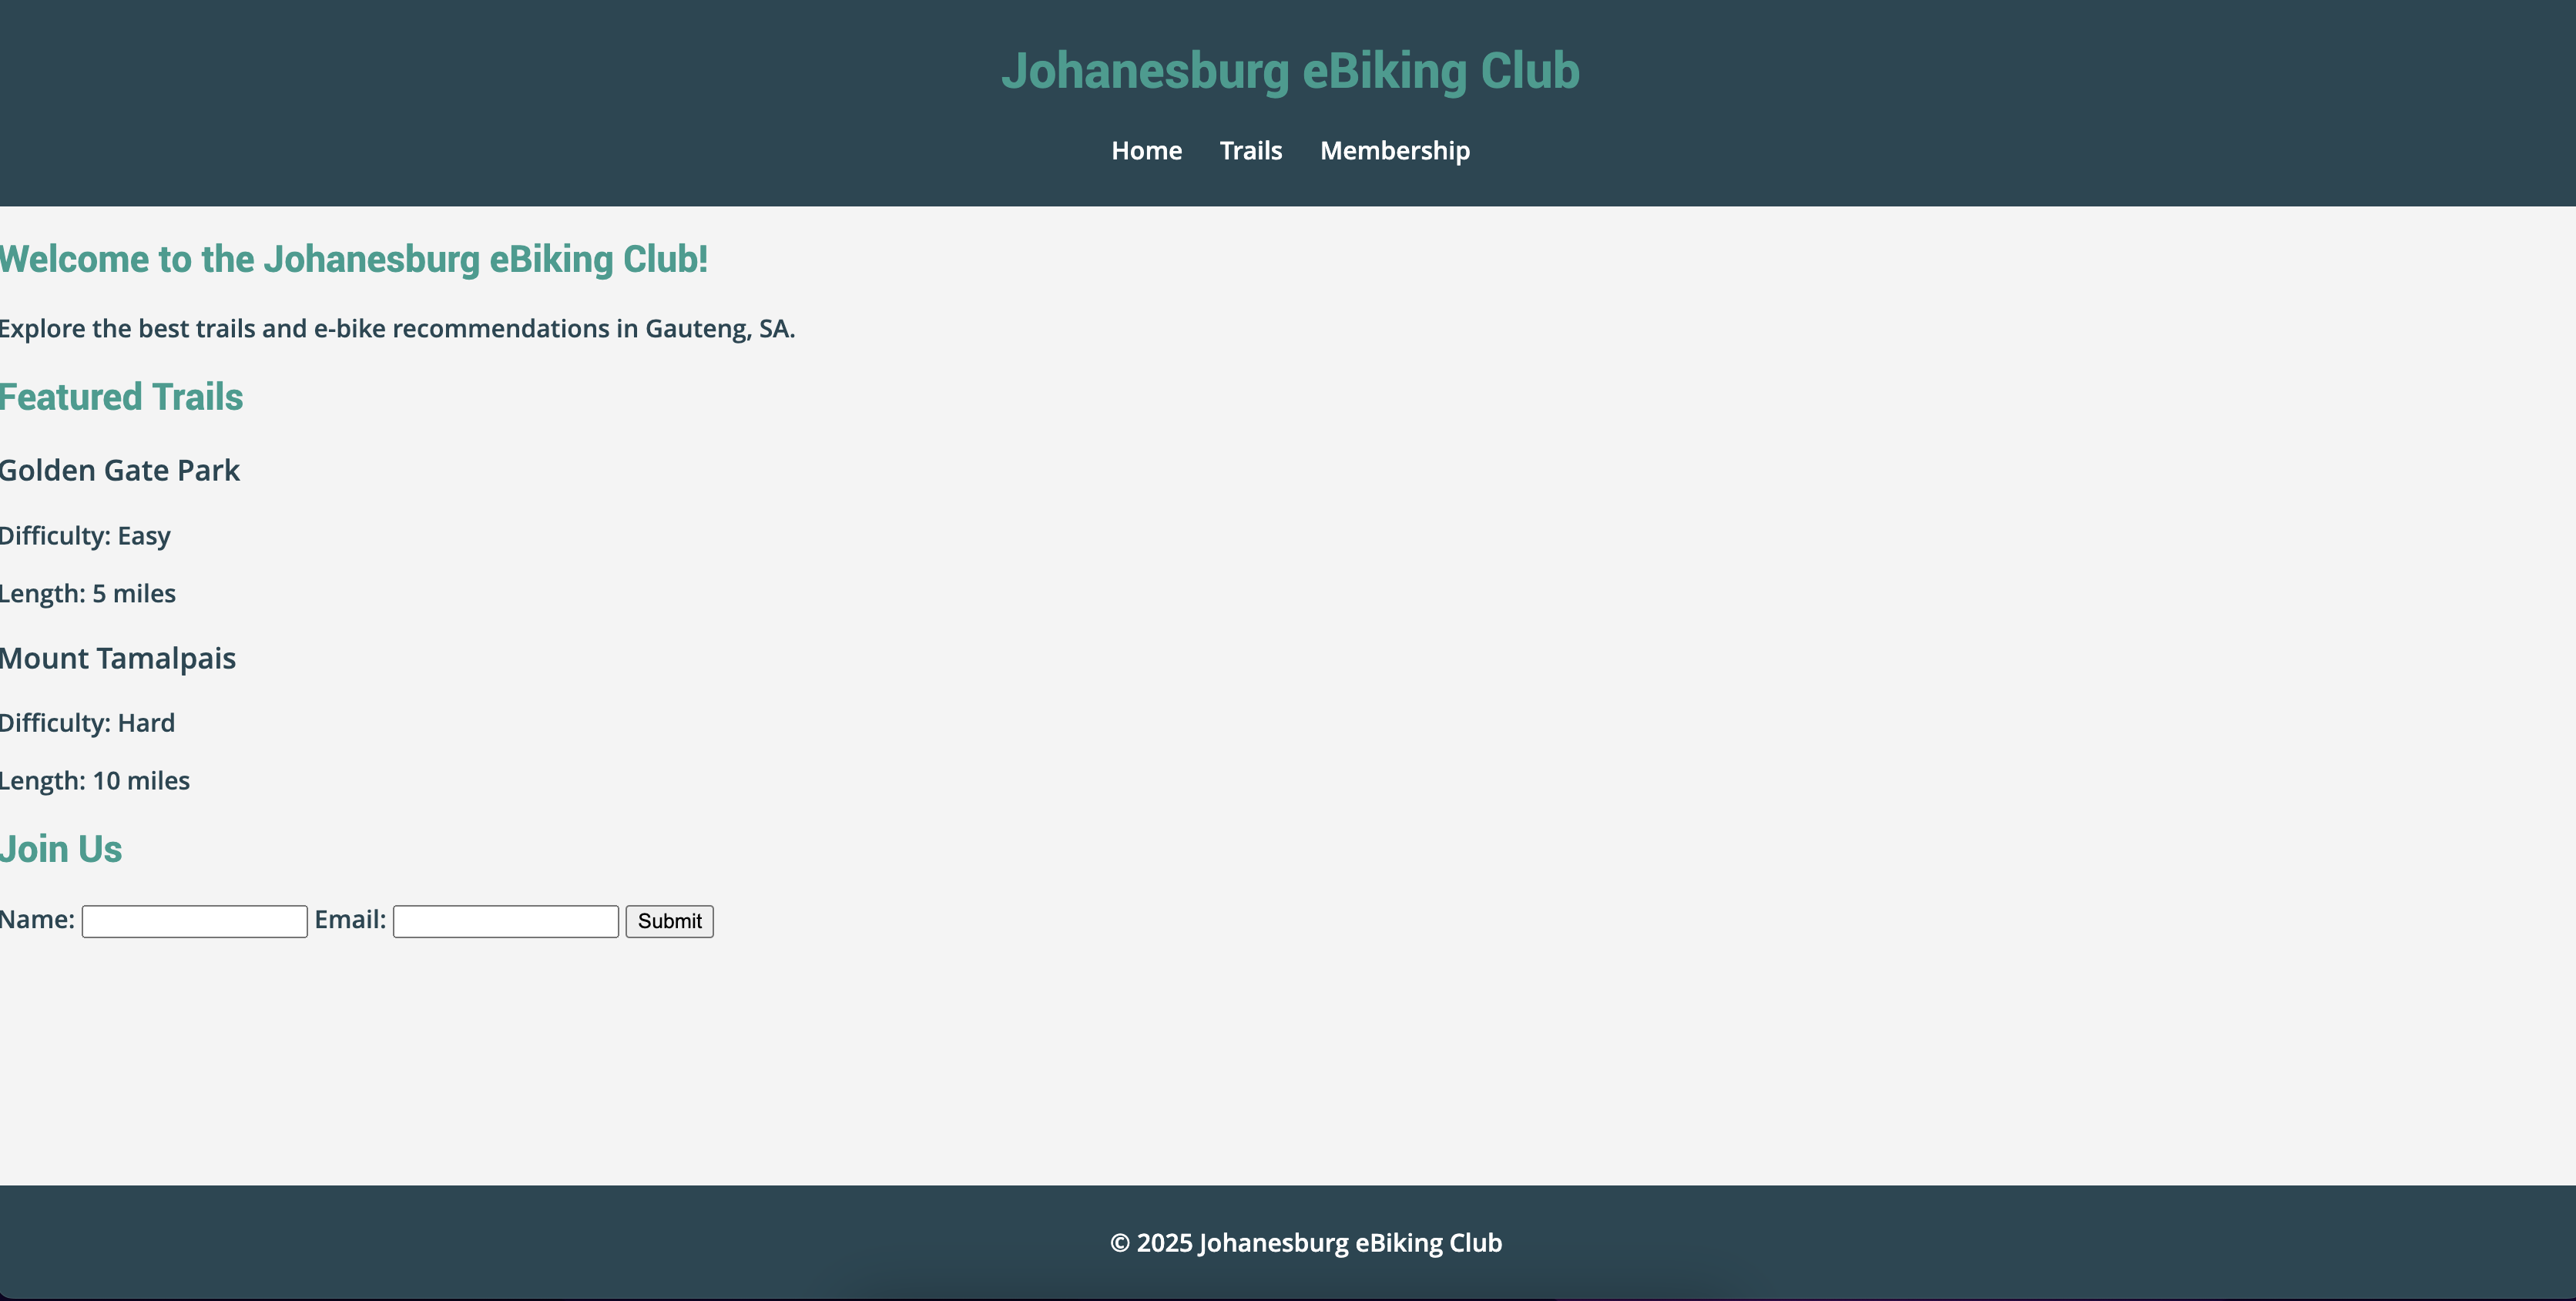 Johanesburg eBiking Club
Home Trails Membership
Welcome to the Johanesburg eBiking Club!
Explore the best trails and e-bike recommendations in Gauteng, SA.
Featured Trails
Golden Gate Park
Difficulty: Easy
Length: 5 miles
Mount Tamalpais
Difficulty: Hard
Length: 10 miles
Join Us
Name: Email: Submit
© 2025 Johanesburg eBiking Club